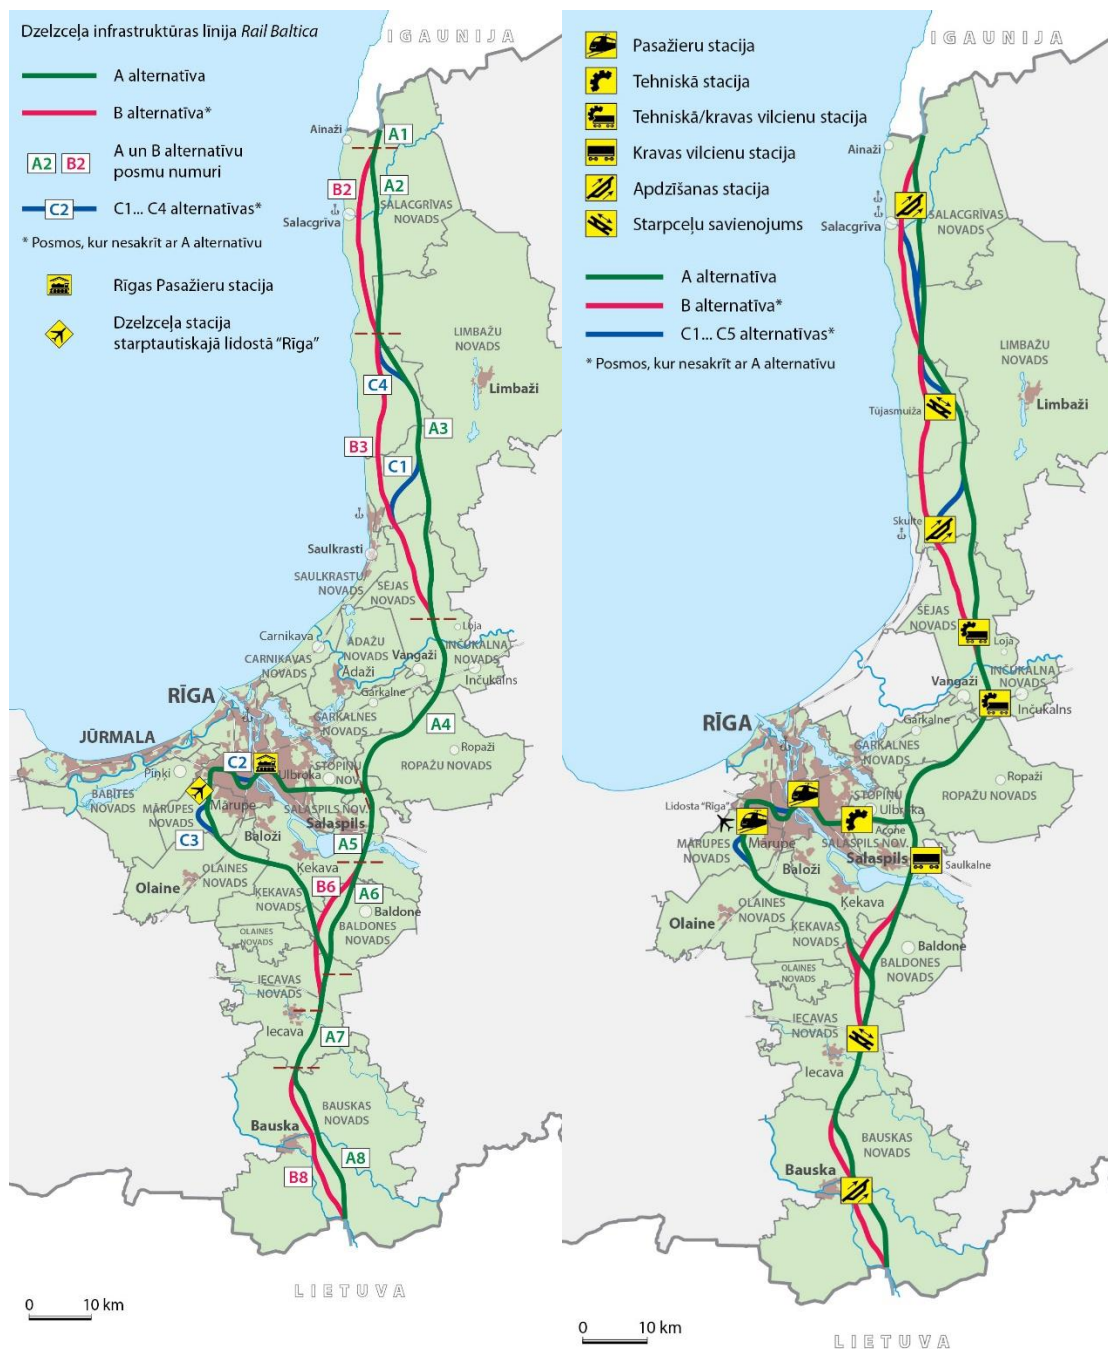 Dzelzceļa infrastruktūras līnija Rail Baltica
A alternatīva
B alternatīva*
A2 B2 A un B alternatīvu
posmu numuri
C2 C1... C4 alternatīvas*
* Posmos, kur nesakrīt ar A alternatīvu
Rīgas Pasažieru stacija
Dzelzceļa stacija
starptautiskajā lidostā “Rīga”
IGAUNIJA
Ainaži
A1
A2
B2
SALACGRĪVAS
NOVADS
Salacgrīva
LIMBAŽU
NOVADS
Limbaži
C4
A3
B3
C1
Saulkrasti
SAULKRASTU
NOVADS
SĒJAS
NOVADS
Loja
Carnikava
CARNIKAVAS
NOVADS
ĀDAŽU
NOVADS
Ādaži
Vangaži
INČUKALNA
NOVADS
Inčukalns
Garkalne
RĪGA
GARKALNES
NOVADS
A4
JŪRMALA
Ropaži
ROPAŽU NOVADS
C2
Piņķi
Ulbroka
STOPIŅU
NOV.
BABĪTES
NOVADS
MĀRUPES
NOVADS
Mārupe
SALASPILS NOV.
Salaspils
C3
Baloži
A5
OLAINES
NOVADS
Olaine
Ķekava
ĶEKAVAS
NOVADS
B6
A6
Baldone
BALDONES
NOVADS
OLAINES
NOVADS
IECAVAS
NOVADS
Iecava
A7
BAUSKAS
NOVADS
Bauska
A8
B8
LIETUVA
0 10 km
Pasažieru stacija
Tehniskā stacija
Tehniskā/kravas vilcienu stacija
Kravas vilcienu stacija
Apdzīšanas stacija
Starpceļu savienojums
A alternatīva
B alternatīva*
C1... C5 alternatīvas*
* Posmos, kur nesakrīt ar A alternatīvu
IGAUNIJA
Ainaži
SALACGRĪVAS
NOVADS
Salacgrīva
LIMBAŽU
NOVADS
Limbaži
Tūjasmuiža
Skulte
SĒJAS
NOVADS
Loja
INČUKALNA
NOVADS
Vangaži
Inčukalns
Garkalne
RĪGA
GARKALNES
NOVADS
Ropaži
ROPAŽU NOVADS
STOPIŅU
Ulbroka
Lidosta “Rīga”
Acone
MĀRUPES
NOVADS
Mārupe
SALASPILS NOV.
Salaspils
Saulkalne
Baloži
Ķekava
OLAINES
NOVADS
Olaine
ĶEKAVAS
NOVADS
Baldone
BALDONES
NOVADS
OLAINES
NOVADS
IECAVAS
NOVADS
Iecava
BAUSKAS
NOVADS
Bauska
0 10 km
LIETUVA